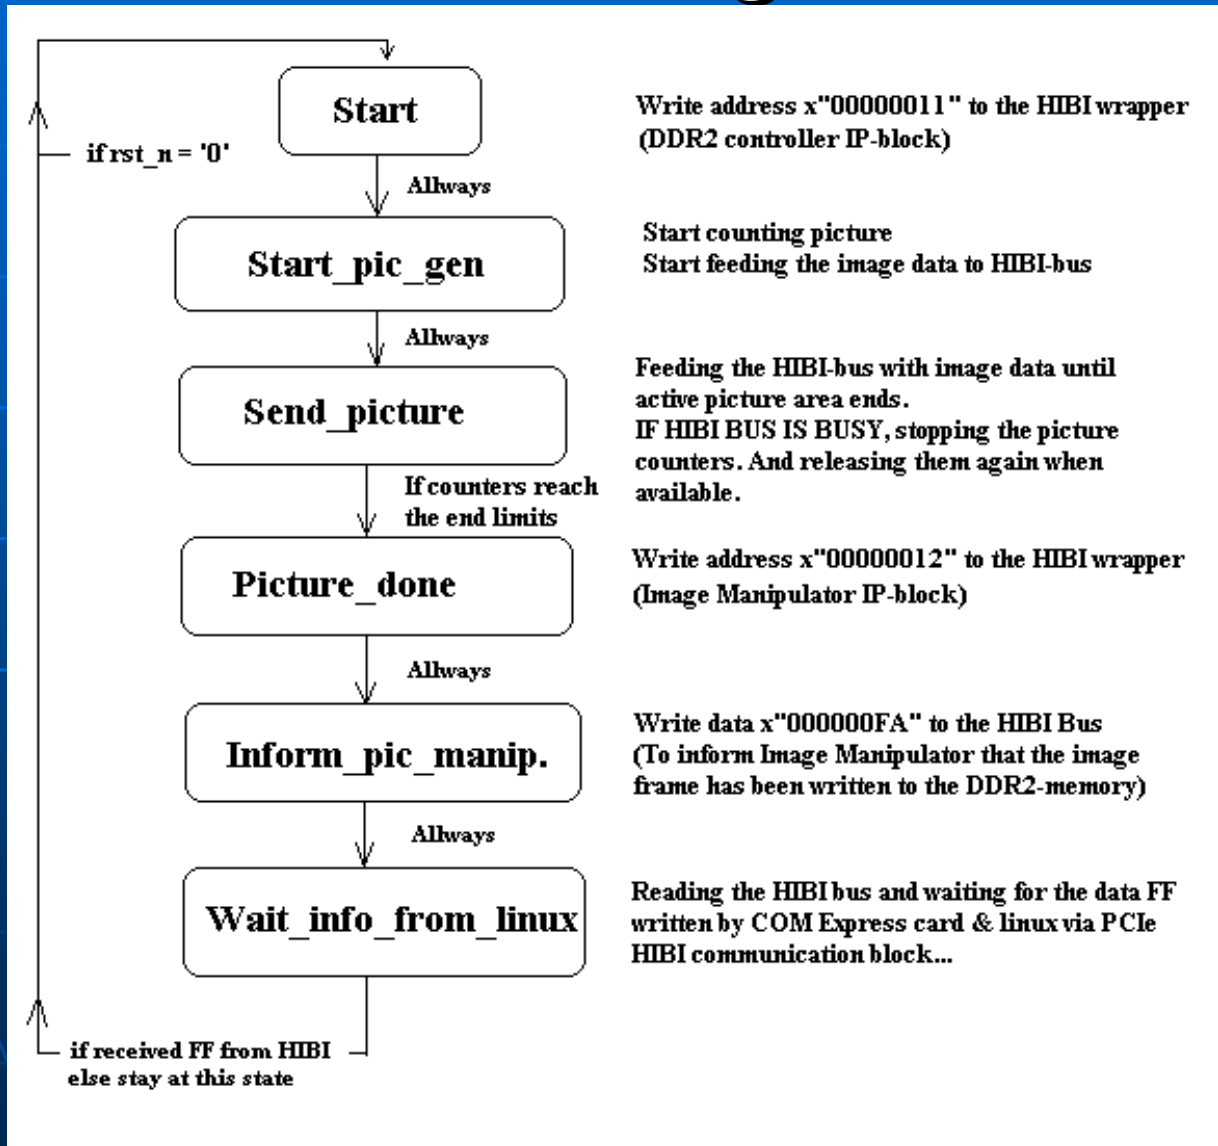 Start
Write address x"00000011" to the HIBI wrapper
(DDR2 controller IP-block)
if rst_n = '0'
Allways
Start_pic_gen
Start counting picture
Start feeding the image data to HIBI-bus
Allways
Send_picture
Feeding the HIBI-bus with image data until
active picture area ends.
IF HIBI BUS IS BUSY, stopping the picture
counters. And releasing them again when
available.
If counters reach
the end limits
Picture_done
Write address x"00000012" to the HIBI wrapper
(Image Manipulator IP-block)
Allways
Inform_pic_manip.
Write data x"000000FA" to the HIBI Bus
(To inform Image Manipulator that the image
frame has been written to the DDR2-memory)
Allways
Wait_info_from_linux
Reading the HIBI bus and waiting for the data FF
written by COM Express card & linux via PCIe
HIBI communication block...
if received FF from HIBI
else stay at this state